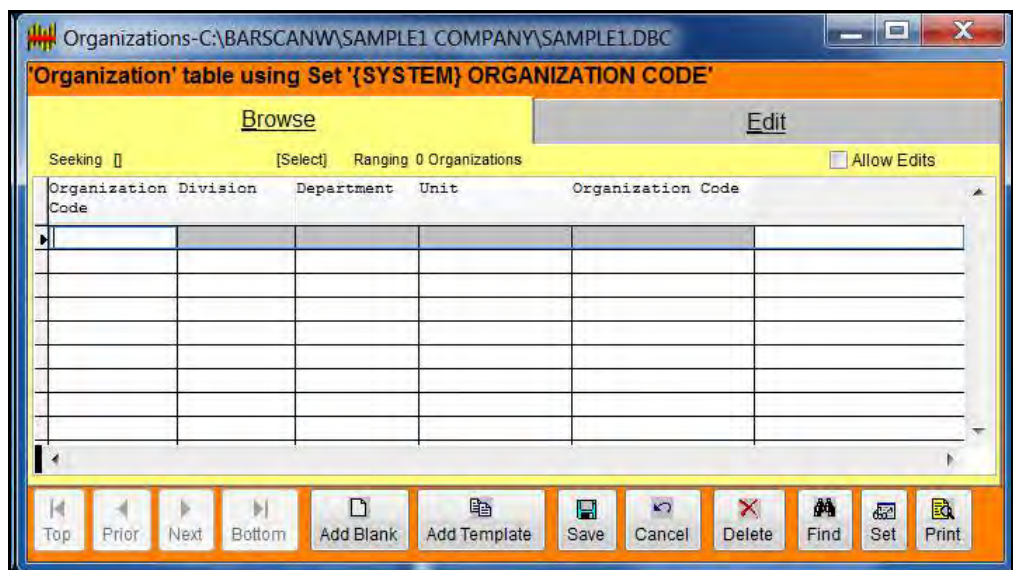 Organizations-C:\BARSCANW\SAMPLE1 COMPANY\SAMPLE1.DBC
'Organization' table using Set '{SYSTEM} ORGANIZATION CODE'
Browse Edit
Seeking [] [Select] Ranging 0 Organizations Allow Edits
Organization Division Department Unit Organization Code
Code
Top Prior Next Bottom Add Blank Add Template Save Cancel Delete Find Set Print